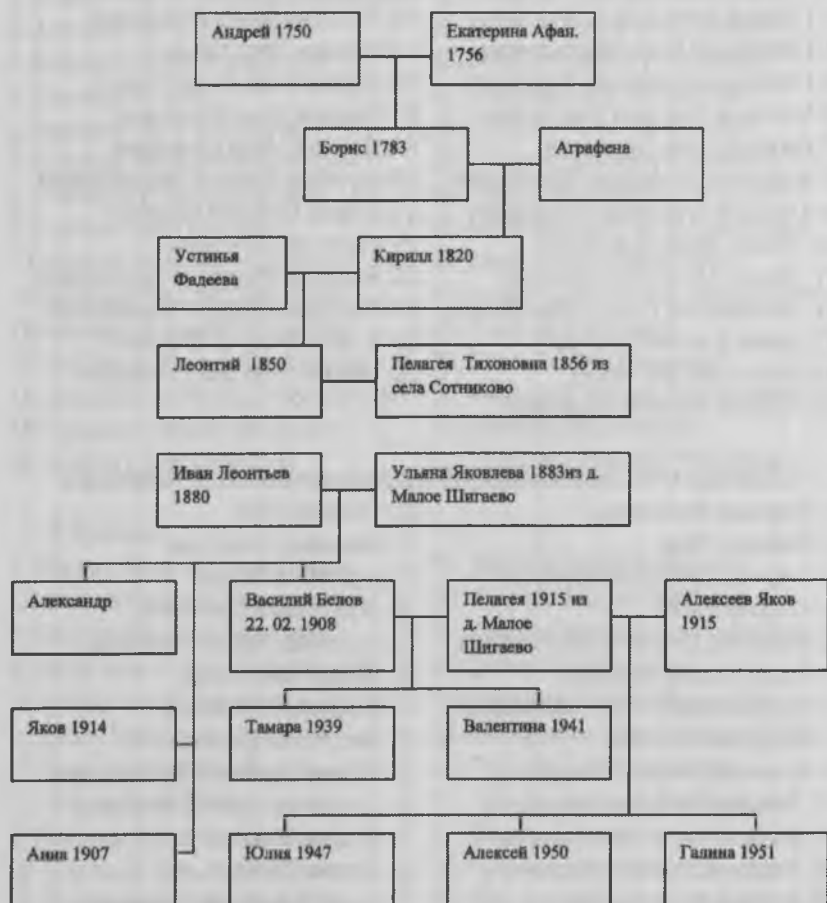 Андрей 1750
Екатерина Афан.
1756
Борис 1783
Аграфена
Устинья
Фадеева
Кирилл 1820
Леонтий 1850
Пелагея Тихоновна 1856 из
села Сотниково
Иван Леонтьев
1880
Ульяна Яковлева 1883из д.
Малое Шигаево
Александр
Василий Белов
22. 02. 1908
Пелагея 1915 из
д. Малое
Шигаево
Алексеев Яков
1915
Яков 1914
Тамара 1939
Валентина 1941
Анна 1907
Юлия 1947
Алексей 1950
Галина 1951